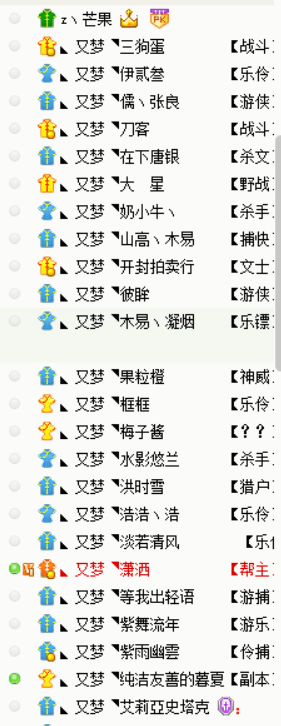 zヽ芒果 PK
◣ 又梦 ◥三狗蛋 【战斗
◣ 又梦 ◥伊贰叁 【乐伶
◣ 又梦 ◥儒ヽ张良 【游侠
◣ 又梦 ◥刀客 【战斗
◣ 又梦 ◥在下唐银 【杀文
◣ 又梦 ◥大 星 【野战
◣ 又梦 ◥奶小牛ヽ 【杀手
◣ 又梦 ◥山高ヽ木易 【捕快
◣ 又梦 ◥开封拍卖行 【文士
◣ 又梦 ◥彼眸 【游侠
◣ 又梦 ◥木易ヽ凝烟 【乐镖
◣ 又梦 ◥果粒橙 【神威
◣ 又梦 ◥框框 【乐伶
◣ 又梦 ◥梅子酱 【？？
◣ 又梦 ◥水影悠兰 【杀手
◣ 又梦 ◥洪时雪 【猎户
◣ 又梦 ◥浩浩ヽ浩 【乐伶
◣ 又梦 ◥淡若清风 【乐
◣ 又梦 ◥潇洒 【帮主
◣ 又梦 ◥等我出轻语 【游捕
◣ 又梦 ◥紫舞流年 【游乐
◣ 又梦 ◥紫雨幽雲 【伶捕
◣ 又梦 ◥纯洁友善的暮夏【副本
◣ 又梦 ◥艾莉亞史塔克 ：